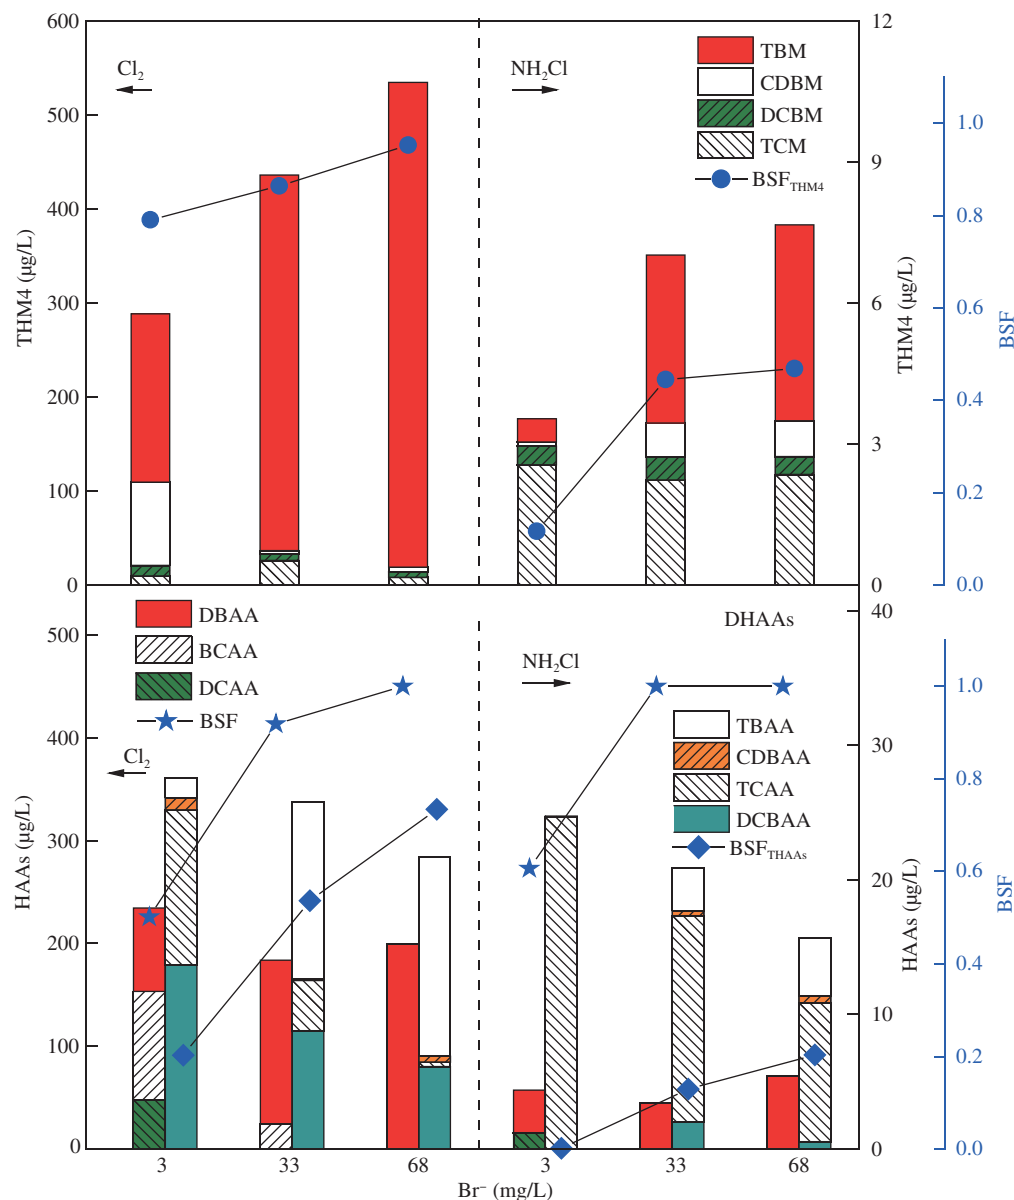 600
500
400
300
200
100
0
THM4 (μg/L)
Cl₂
NH₂Cl
TBM
CDBM
DCBM
TCM
BSF_THM4
12
9
6
3
0
THM4 (μg/L)
1.0
0.8
0.6
0.4
0.2
0.0
BSF
500
400
300
200
100
0
HAAs (μg/L)
DBAA
BCAA
DCAA
BSF
Cl₂
NH₂Cl
DHAAs
TBAA
CDBAA
TCAA
DCBAA
BSF_THAAs
40
30
20
10
0
HAAs (μg/L)
1.0
0.8
0.6
0.4
0.2
0.0
BSF
3
33
68
3
33
68
Br⁻ (mg/L)